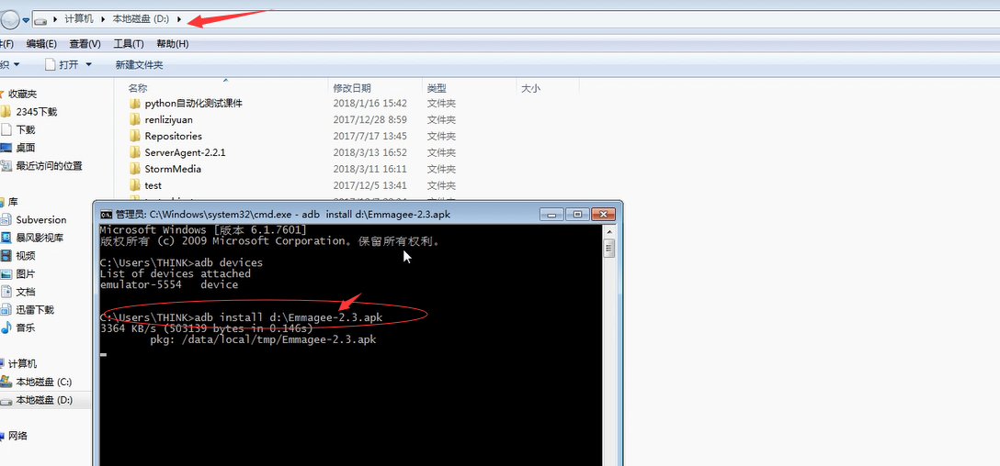 计算机 本地磁盘 (D:)
(F) 编辑(E) 查看(V) 工具(T) 帮助(H)
织 打开 新建文件夹
名称 修改日期 类型 大小
收藏夹
2345下载
下载
桌面
最近访问的位置
库
Subversion
暴风影视库
视频
图片
文档
迅雷下载
音乐
计算机
本地磁盘 (C:)
本地磁盘 (D:)
网络
python自动化测试课件 2018/1/16 15:42 文件夹
renliziyuan 2017/12/28 8:59 文件夹
Repositories 2017/7/17 13:45 文件夹
ServerAgent-2.2.1 2018/3/13 16:52 文件夹
StormMedia 2018/3/11 16:11 文件夹
test 2017/12/5 13:41 文件夹
管理员: C:\Windows\system32\cmd.exe - adb  install d:\Emmagee-2.3.apk
Microsoft Windows [版本 6.1.7601]
版权所有 (c) 2009 Microsoft Corporation。保留所有权利。
C:\Users\THINK>adb devices
List of devices attached
emulator-5554   device
C:\Users\THINK>adb install d:\Emmagee-2.3.apk
3364 KB/s (503139 bytes in 0.146s)
pkg: /data/local/tmp/Emmagee-2.3.apk